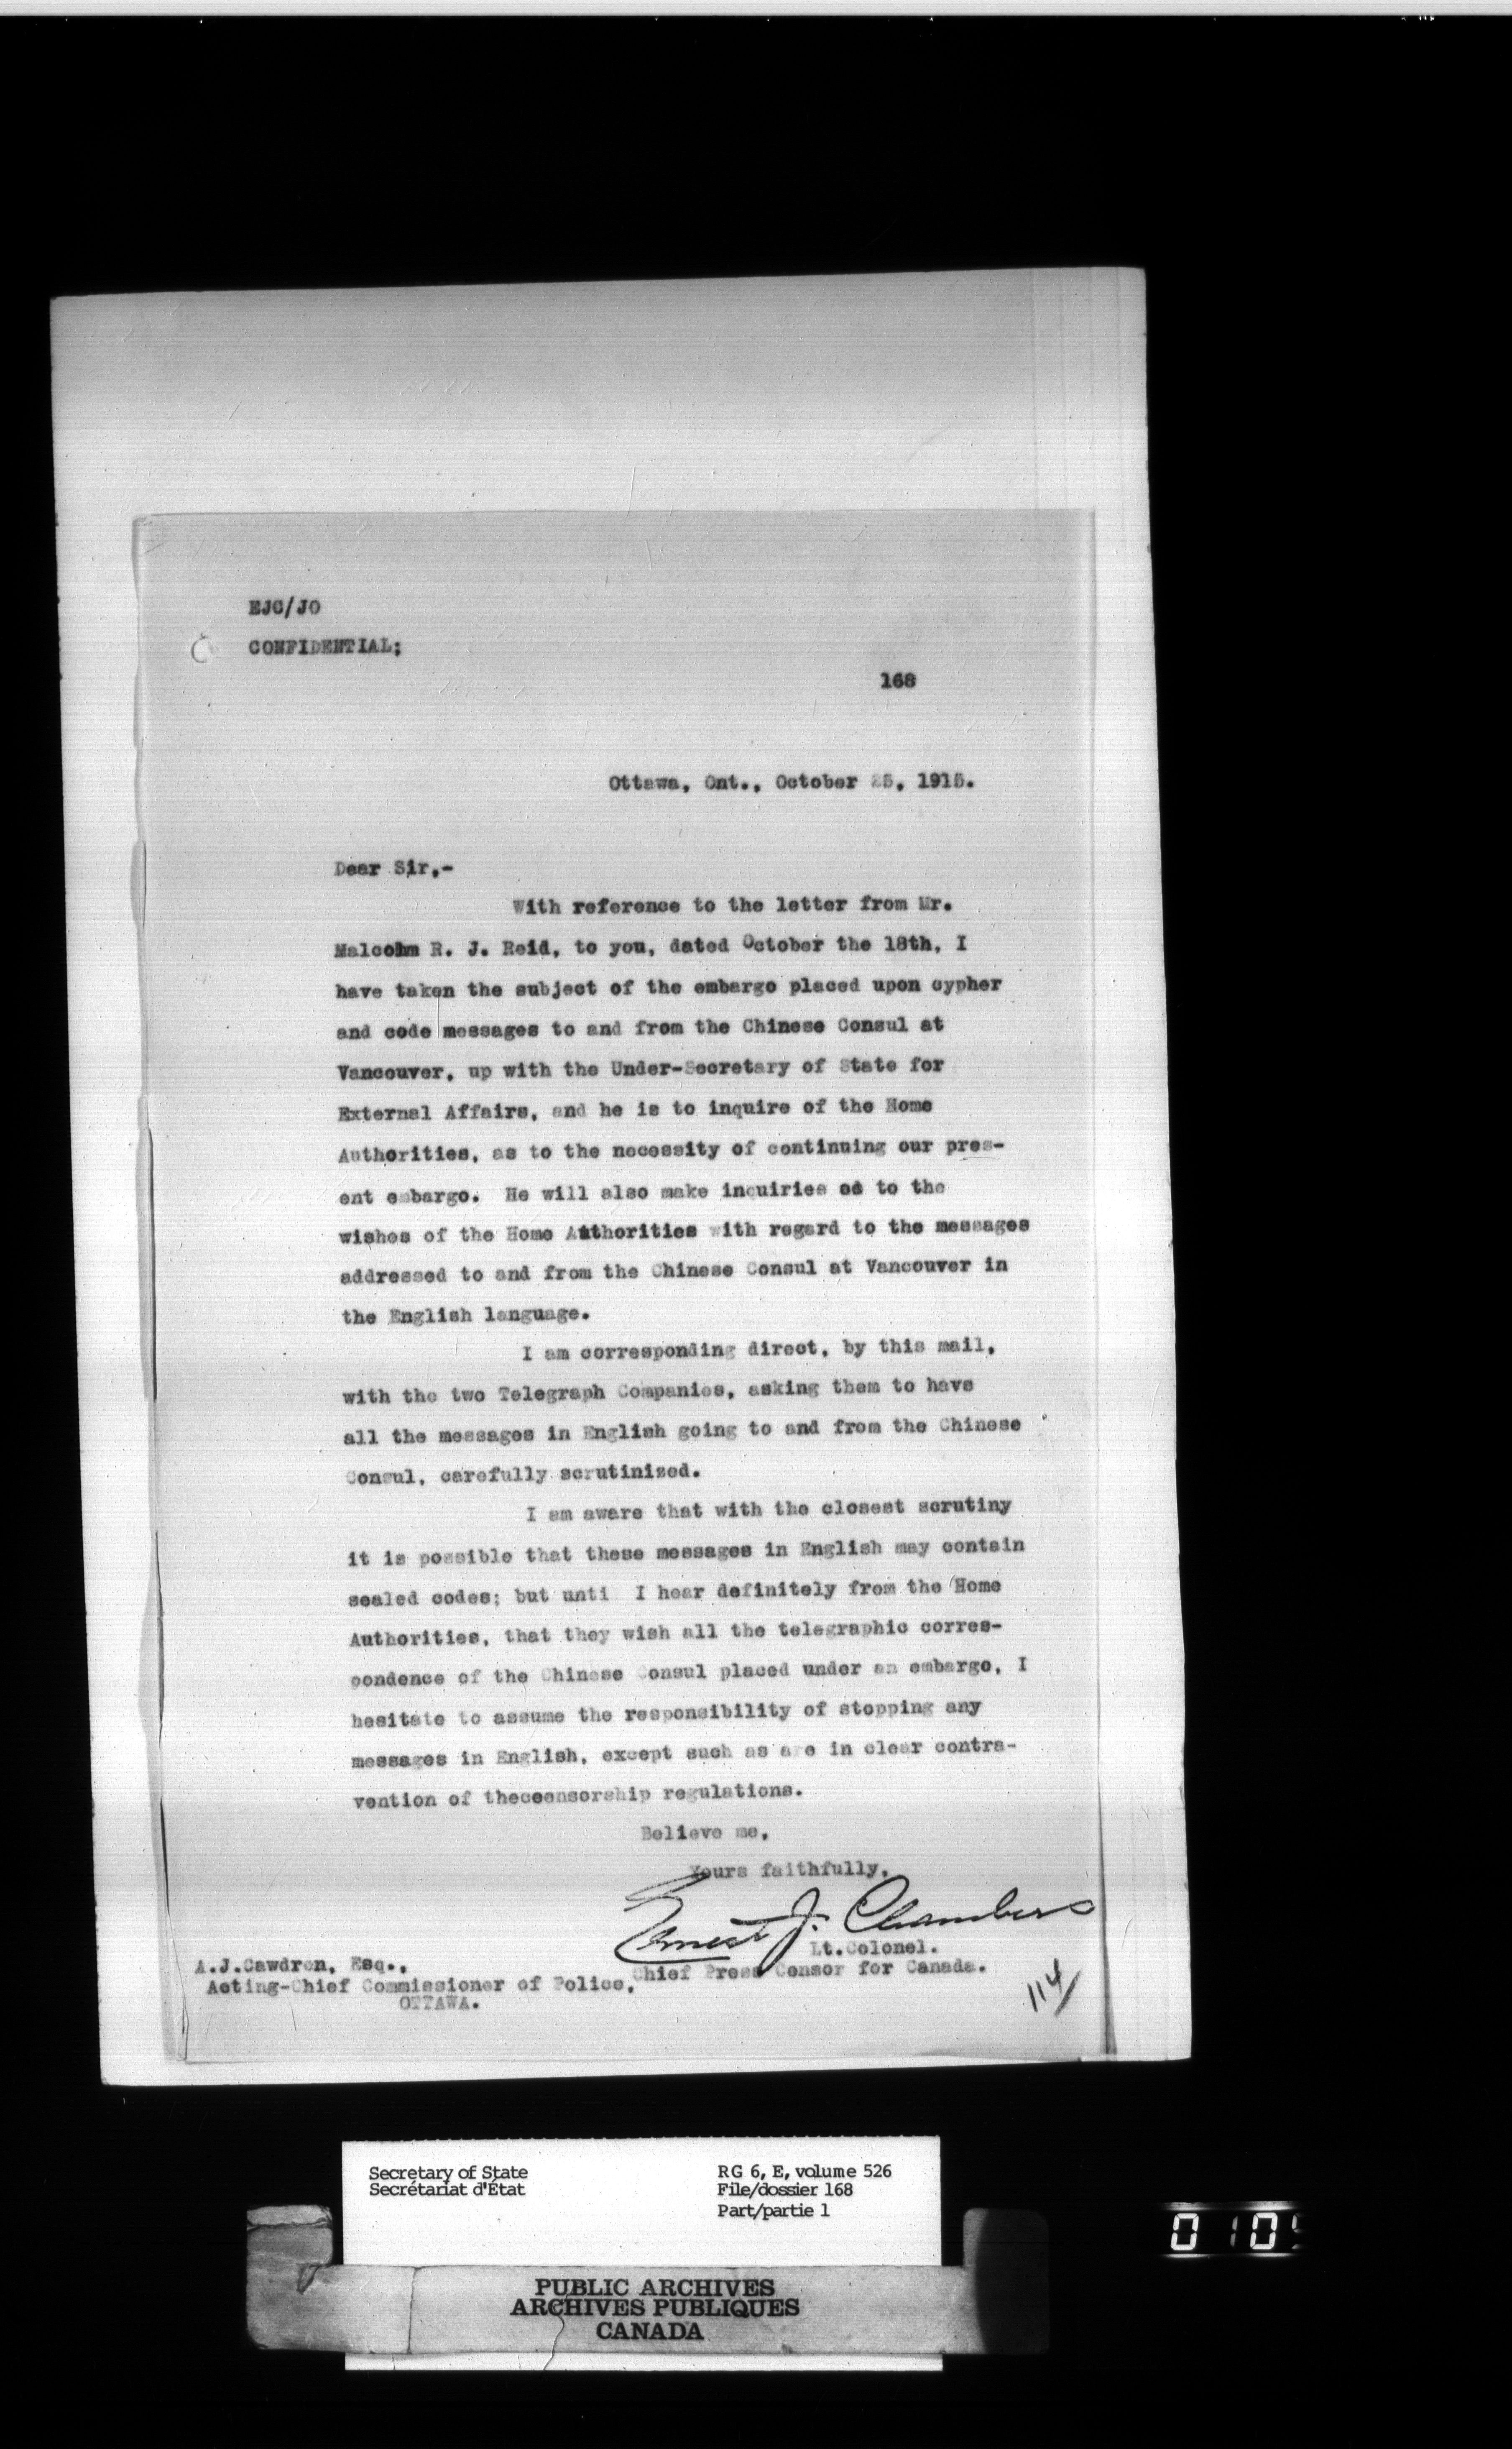 EJC/JO
CONFIDENTIAL;
168
Ottawa, Ont., October 25, 1915.
Dear Sir,-
With reference to the letter from Mr.
Malcolm R. J. Reid, to you, dated October the 18th, I
have taken the subject of the embargo placed upon cypher
and code messages to and from the Chinese Consul at
Vancouver, up with the Under-Secretary of State for
External Affairs, and he is to inquire of the Home
Authorities, as to the necessity of continuing our pres-
ent embargo. He will also make inquiries as to the
wishes of the Home Authorities with regard to the messages
addressed to and from the Chinese Consul at Vancouver in
the English language.
I am corresponding direct, by this mail,
with the two Telegraph Companies, asking them to have
all the messages in English going to and from the Chinese
Consul, carefully scrutinized.
I am aware that with the closest scrutiny
it is possible that these messages in English may contain
sealed codes; but unti I hear definitely from the Home
Authorities, that they wish all the telegraphic corres-
pondence of the Chinese Consul placed under an embargo, I
hesitate to assume the responsibility of stopping any
messages in English, except such as are in clear contra-
vention of theceensorship regulations.
Believe me,
Yours faithfully,
Ernest J. Chambers
Lt.Colonel.
Chief Press Censor for Canada.
A.J.Cawdron, Esq.,
Acting-Chief Commissioner of Police,
OTTAWA.
114
Secretary of State
Secrétariat d'État
RG 6, E, volume 526
File/dossier 168
Part/partie 1
PUBLIC ARCHIVES
ARCHIVES PUBLIQUES
CANADA
010